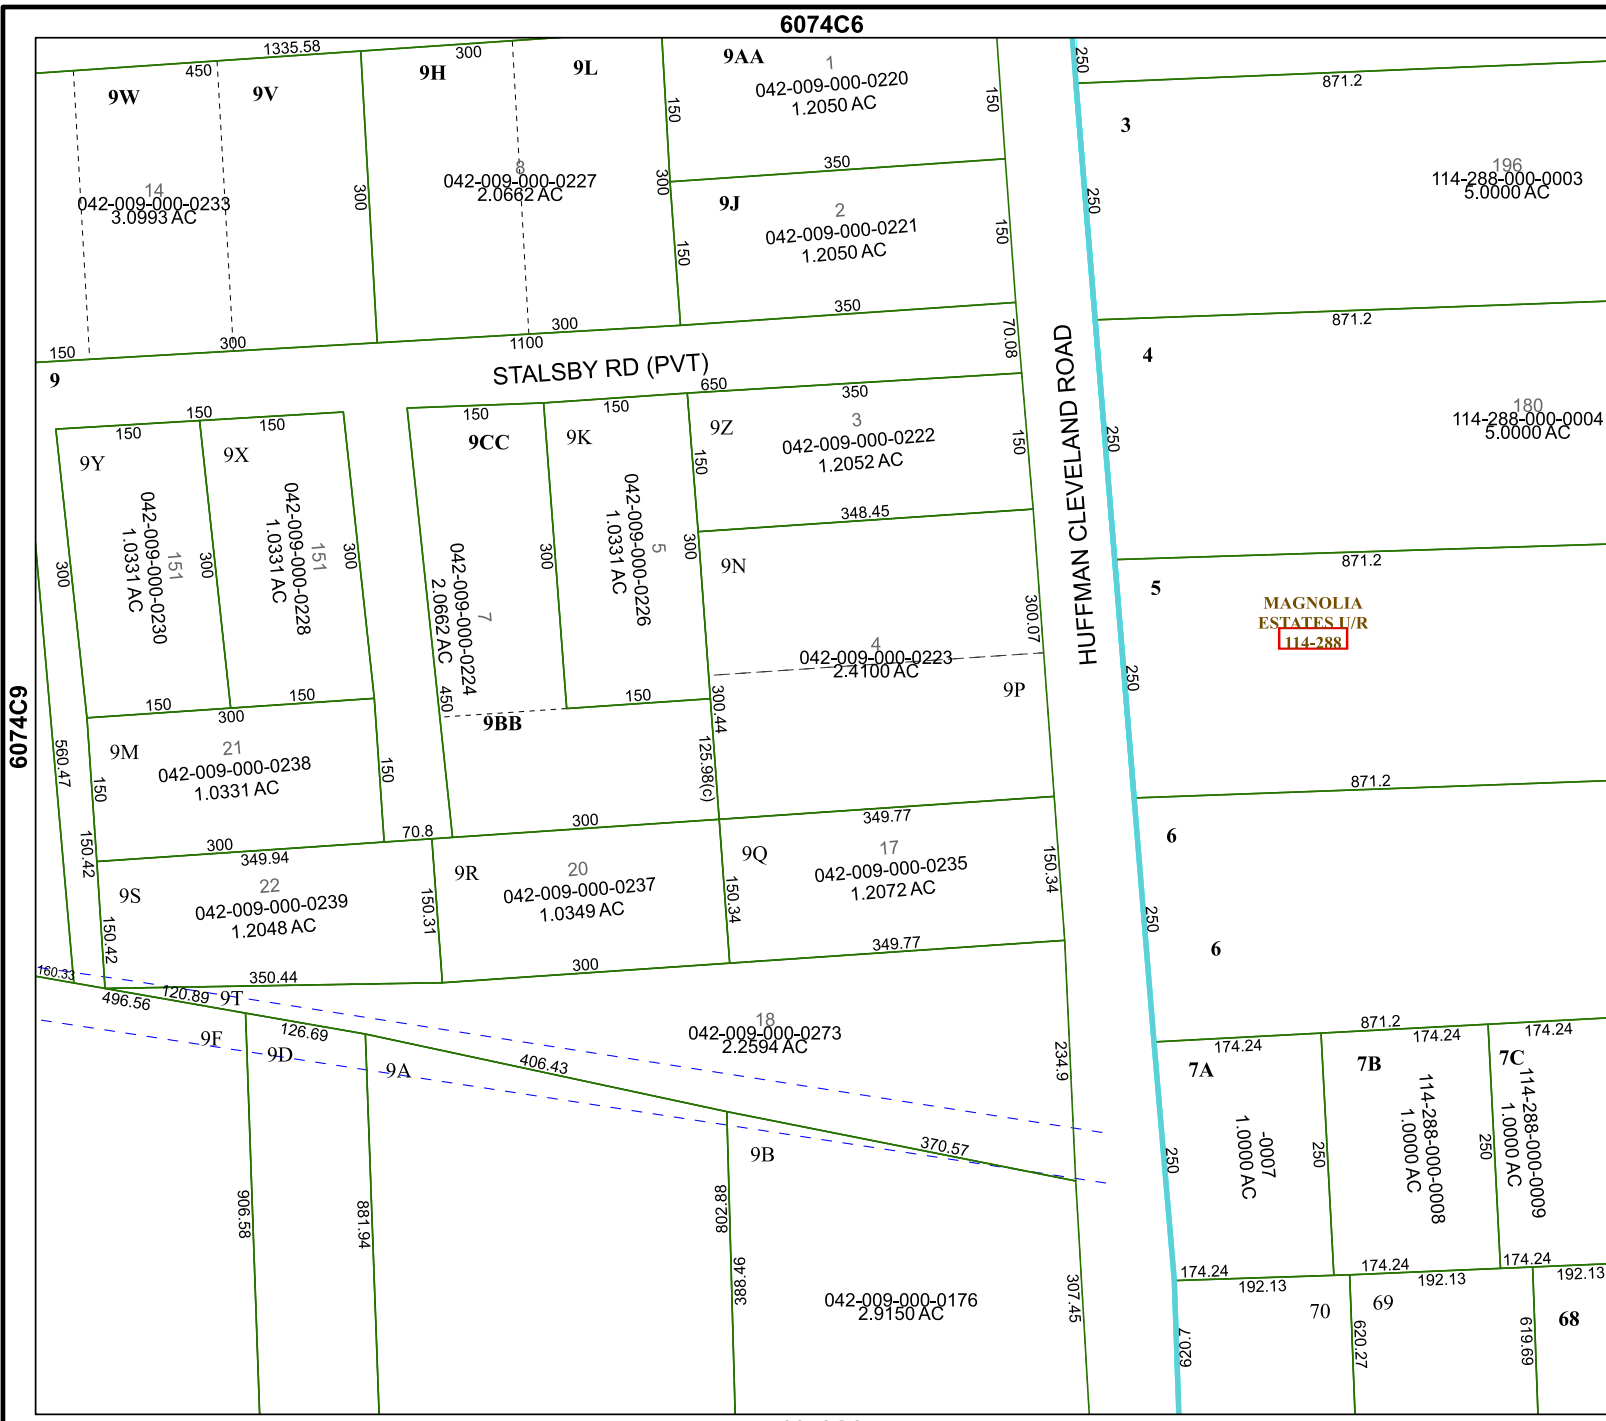 6074C6
1335.58
450
300
9W
9V
9H
9L
9AA
1
042-009-000-0220
1.2050 AC
150
150
250
871.2
3
14
042-009-000-0233
3.0993 AC
300
8
042-009-000-0227
2.0662 AC
300
350
9J
2
042-009-000-0221
1.2050 AC
150
150
250
196
114-288-000-0003
5.0000 AC
150
300
300
1100
350
70.08
871.2
9
STALSBY RD (PVT)
HUFFMAN CLEVELAND ROAD
4
650
350
150
150
150
150
150
9Y
9X
9CC
9K
9Z
3
042-009-000-0222
1.2052 AC
150
150
250
180
114-288-000-0004
5.0000 AC
300
151
042-009-000-0230
1.0331 AC
300
151
042-009-000-0228
1.0331 AC
300
7
042-009-000-0224
2.0662 AC
450
300
5
042-009-000-0226
1.0331 AC
300
348.45
9N
300.07
871.2
5
MAGNOLIA
ESTATES U/R
114-288
4
042-009-000-0223
2.4100 AC
9P
250
6074C9
560.47
150
300
150
150
9BB
300.44
125.98(c)
9M
21
042-009-000-0238
1.0331 AC
150
150
871.2
300
70.8
300
349.77
6
150.42
349.94
9S
22
042-009-000-0239
1.2048 AC
150.42
9R
150.31
20
042-009-000-0237
1.0349 AC
9Q
150.34
17
042-009-000-0235
1.2072 AC
150.34
250
6
160.33
350.44
300
349.77
496.56
120.89
9T
126.69
9F
9D
9A
406.43
18
042-009-000-0273
2.2594 AC
234.9
871.2
174.24
174.24
174.24
7A
7B
7C
-0007
1.0000 AC
250
114-288-000-0008
1.0000 AC
250
114-288-000-0009
1.0000 AC
250
370.57
9B
906.58
881.94
802.88
388.46
042-009-000-0176
2.9150 AC
307.45
174.24
174.24
174.24
192.13
192.13
192.13
70
69
68
620.7
620.27
619.69